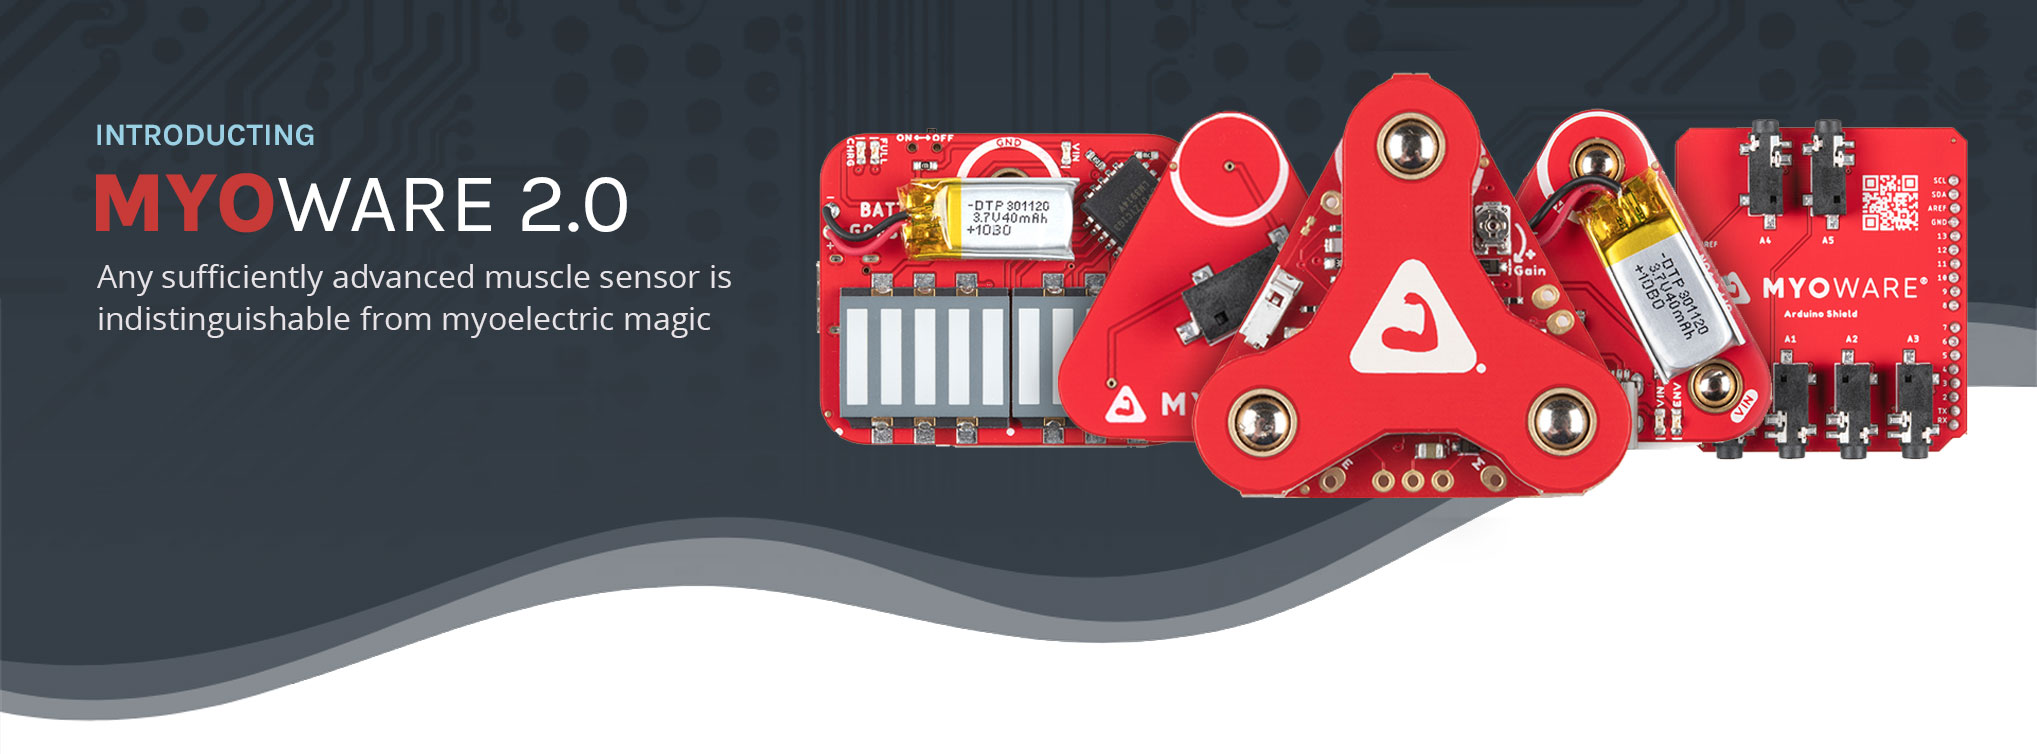 INTRODUCTING
MYOWARE 2.0
Any sufficiently advanced muscle sensor is
indistinguishable from myoelectric magic
ON↔OFF
CHRG
FULL
GND
VIN
BAT
-DTP 301120
3.7V40mAh
+10B0
MY
+
Gain
-DTP 301120
3.7V40mAh
+10B0
VIN
ENV
VIN
A4
A5
SCL
SDA
AREF
GND
13
12
11
10
9
8
MYOWARE®
Arduino Shield
A1
A2
A3
7
6
5
4
3
2
TX
RX